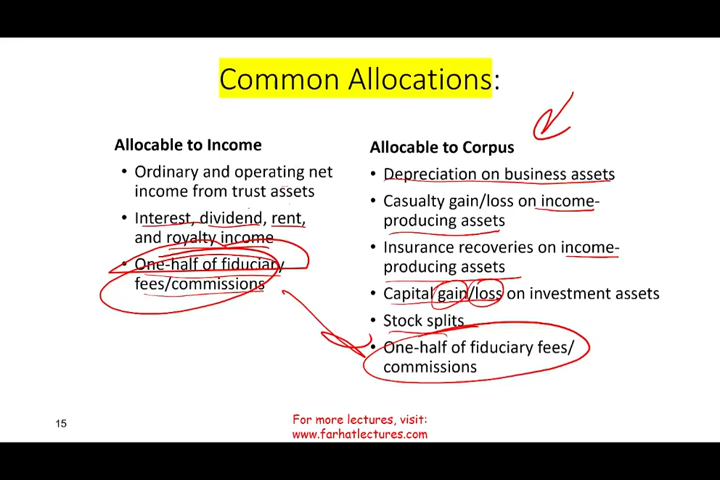 Common Allocations:
Allocable to Income
• Ordinary and operating net
income from trust assets
• Interest, dividend, rent,
and royalty income
• One-half of fiduciary
fees/commissions
Allocable to Corpus
• Depreciation on business assets
• Casualty gain/loss on income-
producing assets
• Insurance recoveries on income-
producing assets
• Capital gain/loss on investment assets
• Stock splits
• One-half of fiduciary fees/
commissions
15
For more lectures, visit:
www.farhatlectures.com